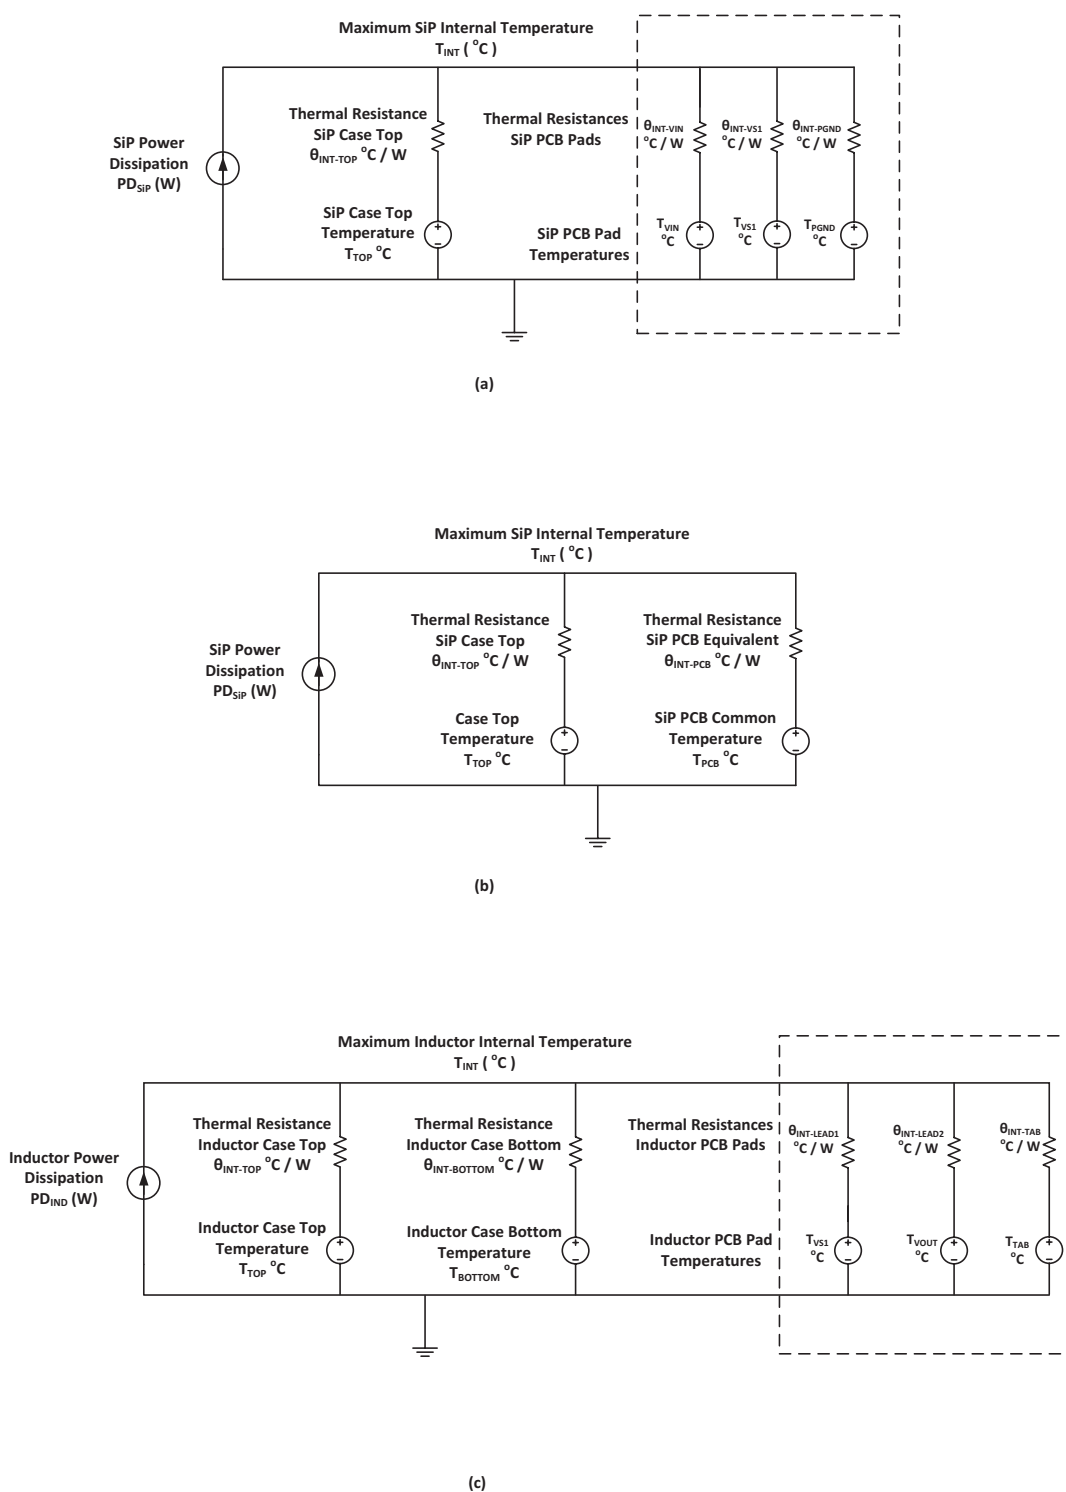 Maximum SiP Internal Temperature
T_INT ( °C )
SiP Power
Dissipation
PD_SiP (W)
Thermal Resistance
SiP Case Top
θ_INT-TOP °C / W
SiP Case Top
Temperature
T_TOP °C
+
−
Thermal Resistances
SiP PCB Pads
SiP PCB Pad
Temperatures
θ_INT-VIN
°C / W
θ_INT-VS1
°C / W
θ_INT-PGND
°C / W
T_VIN
°C
+
−
T_VS1
°C
+
−
T_PGND
°C
+
−
(a)
Maximum SiP Internal Temperature
T_INT ( °C )
SiP Power
Dissipation
PD_SiP (W)
Thermal Resistance
SiP Case Top
θ_INT-TOP °C / W
Case Top
Temperature
T_TOP °C
+
−
Thermal Resistance
SiP PCB Equivalent
θ_INT-PCB °C / W
SiP PCB Common
Temperature
T_PCB °C
+
−
(b)
Maximum Inductor Internal Temperature
T_INT ( °C )
Inductor Power
Dissipation
PD_IND (W)
Thermal Resistance
Inductor Case Top
θ_INT-TOP °C / W
Inductor Case Top
Temperature
T_TOP °C
+
−
Thermal Resistance
Inductor Case Bottom
θ_INT-BOTTOM °C / W
Inductor Case Bottom
Temperature
T_BOTTOM °C
+
−
Thermal Resistances
Inductor PCB Pads
Inductor PCB Pad
Temperatures
θ_INT-LEAD1
°C / W
θ_INT-LEAD2
°C / W
θ_INT-TAB
°C / W
T_VS1
°C
+
−
T_VOUT
°C
+
−
T_TAB
°C
+
−
(c)